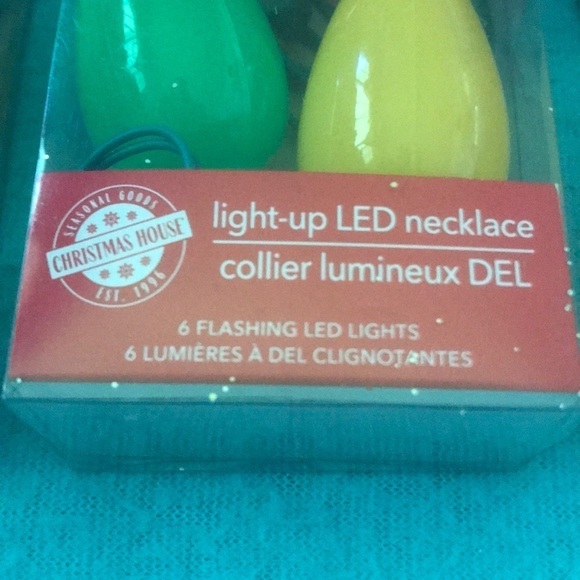 SEASONAL GOODS
CHRISTMAS HOUSE
EST. 1996
light-up LED necklace
collier lumineux DEL
6 FLASHING LED LIGHTS
6 LUMIÈRES À DEL CLIGNOTANTES